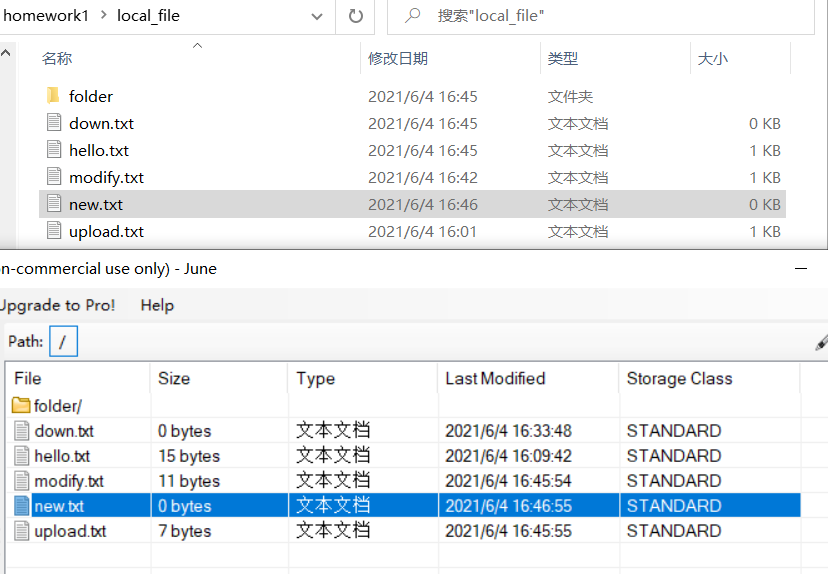 homework1 > local_file 搜索"local_file"
名称 修改日期 类型 大小
folder 2021/6/4 16:45 文件夹
down.txt 2021/6/4 16:45 文本文档 0 KB
hello.txt 2021/6/4 16:45 文本文档 1 KB
modify.txt 2021/6/4 16:42 文本文档 1 KB
new.txt 2021/6/4 16:46 文本文档 0 KB
upload.txt 2021/6/4 16:01 文本文档 1 KB
on-commercial use only) - June
Upgrade to Pro! Help
Path: /
File Size Type Last Modified Storage Class
folder/
down.txt 0 bytes 文本文档 2021/6/4 16:33:48 STANDARD
hello.txt 15 bytes 文本文档 2021/6/4 16:09:42 STANDARD
modify.txt 11 bytes 文本文档 2021/6/4 16:45:54 STANDARD
new.txt 0 bytes 文本文档 2021/6/4 16:46:55 STANDARD
upload.txt 7 bytes 文本文档 2021/6/4 16:45:55 STANDARD